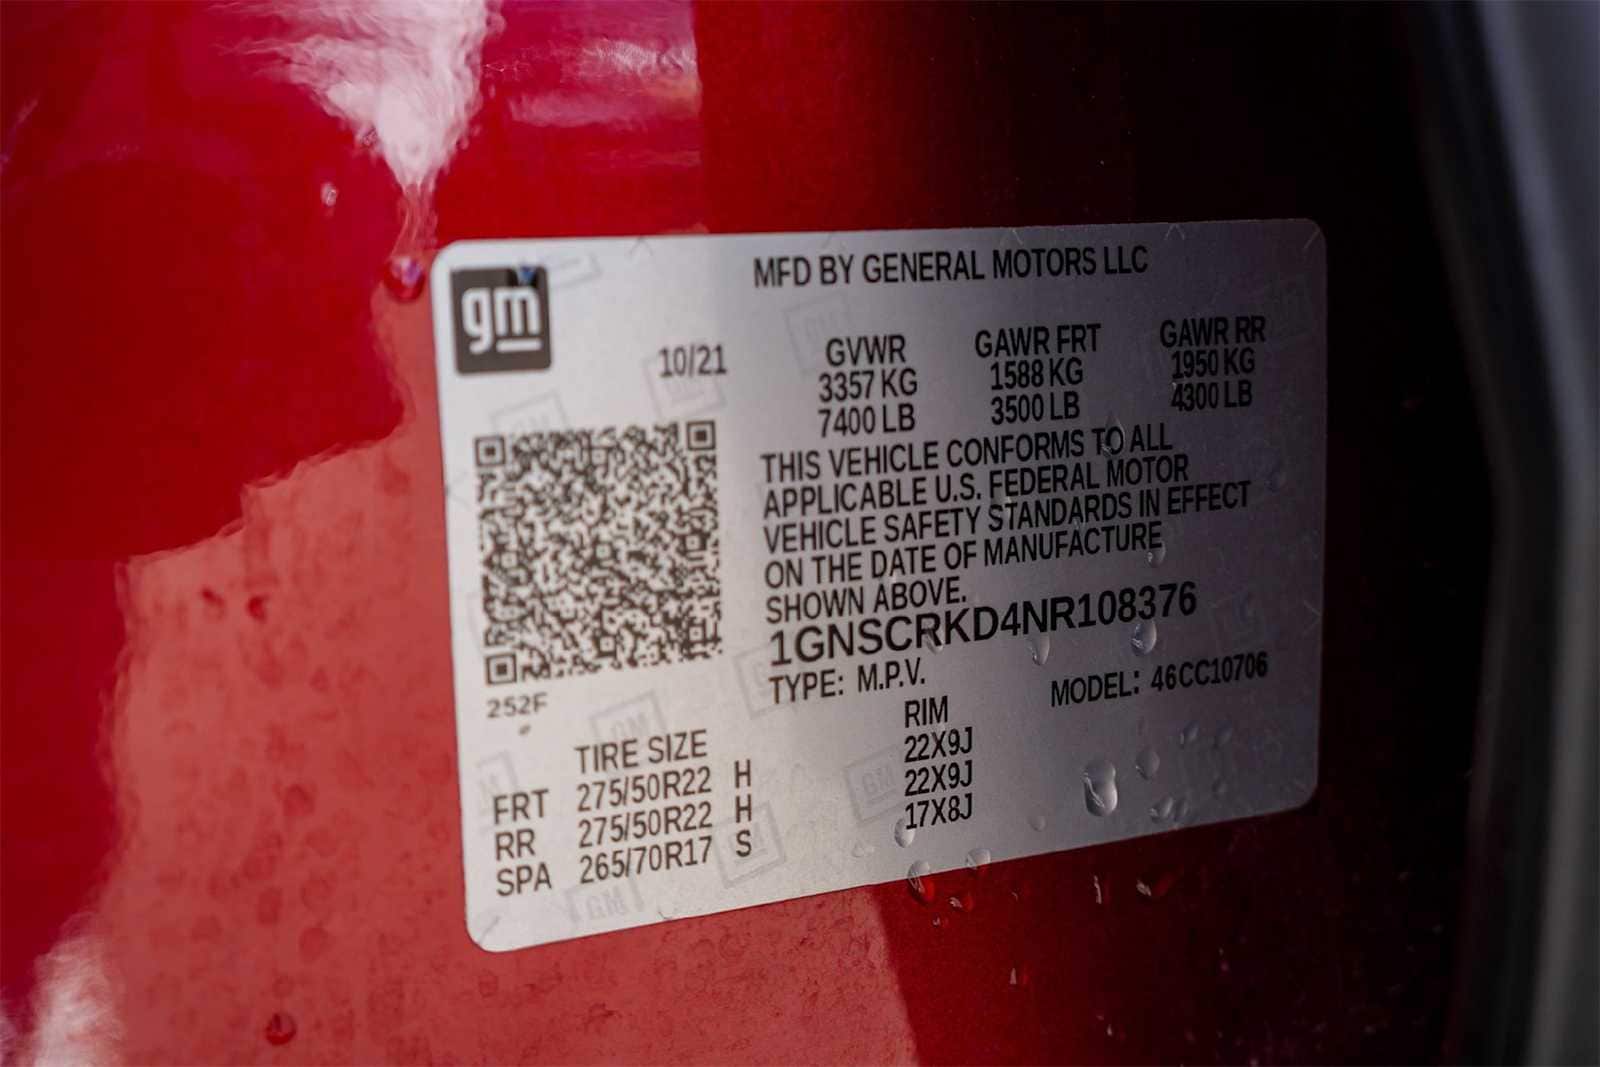 gm
MFD BY GENERAL MOTORS LLC
10/21
GVWR GAWR FRT GAWR RR
3357 KG 1588 KG 1950 KG
7400 LB 3500 LB 4300 LB
THIS VEHICLE CONFORMS TO ALL
APPLICABLE U.S. FEDERAL MOTOR
VEHICLE SAFETY STANDARDS IN EFFECT
ON THE DATE OF MANUFACTURE
SHOWN ABOVE.
1GNSCRKD4NR108376
TYPE: M.P.V. MODEL: 46CC10706
252F
TIRE SIZE RIM
FRT 275/50R22 H 22X9J
RR 275/50R22 H 22X9J
SPA 265/70R17 S 17X8J